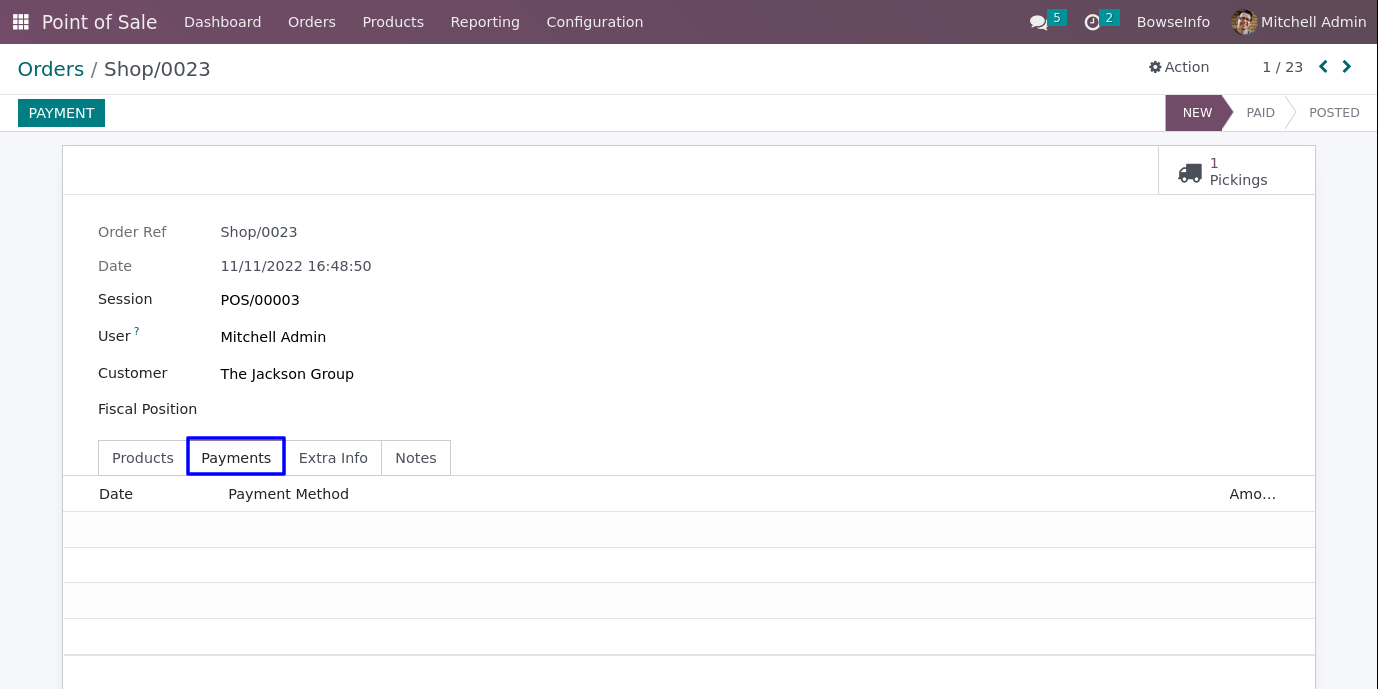 Point of Sale Dashboard Orders Products Reporting Configuration 5 2 BowseInfo Mitchell Admin
Orders / Shop/0023 Action 1 / 23
PAYMENT NEW PAID POSTED
1
Pickings
Order Ref Shop/0023
Date 11/11/2022 16:48:50
Session POS/00003
User ? Mitchell Admin
Customer The Jackson Group
Fiscal Position
Products Payments Extra Info Notes
Date Payment Method Amo...